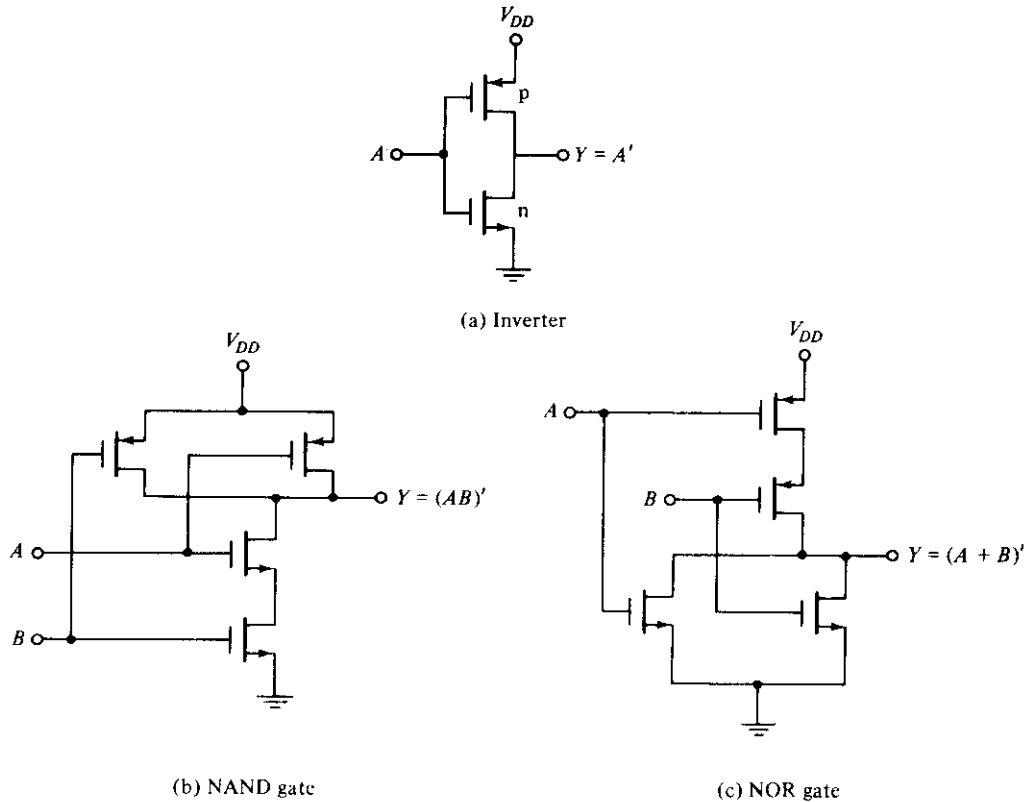 V_DD
p
A
Y = A'
n
(a) Inverter
V_DD
Y = (AB)'
A
B
(b) NAND gate
V_DD
A
B
Y = (A + B)'
(c) NOR gate